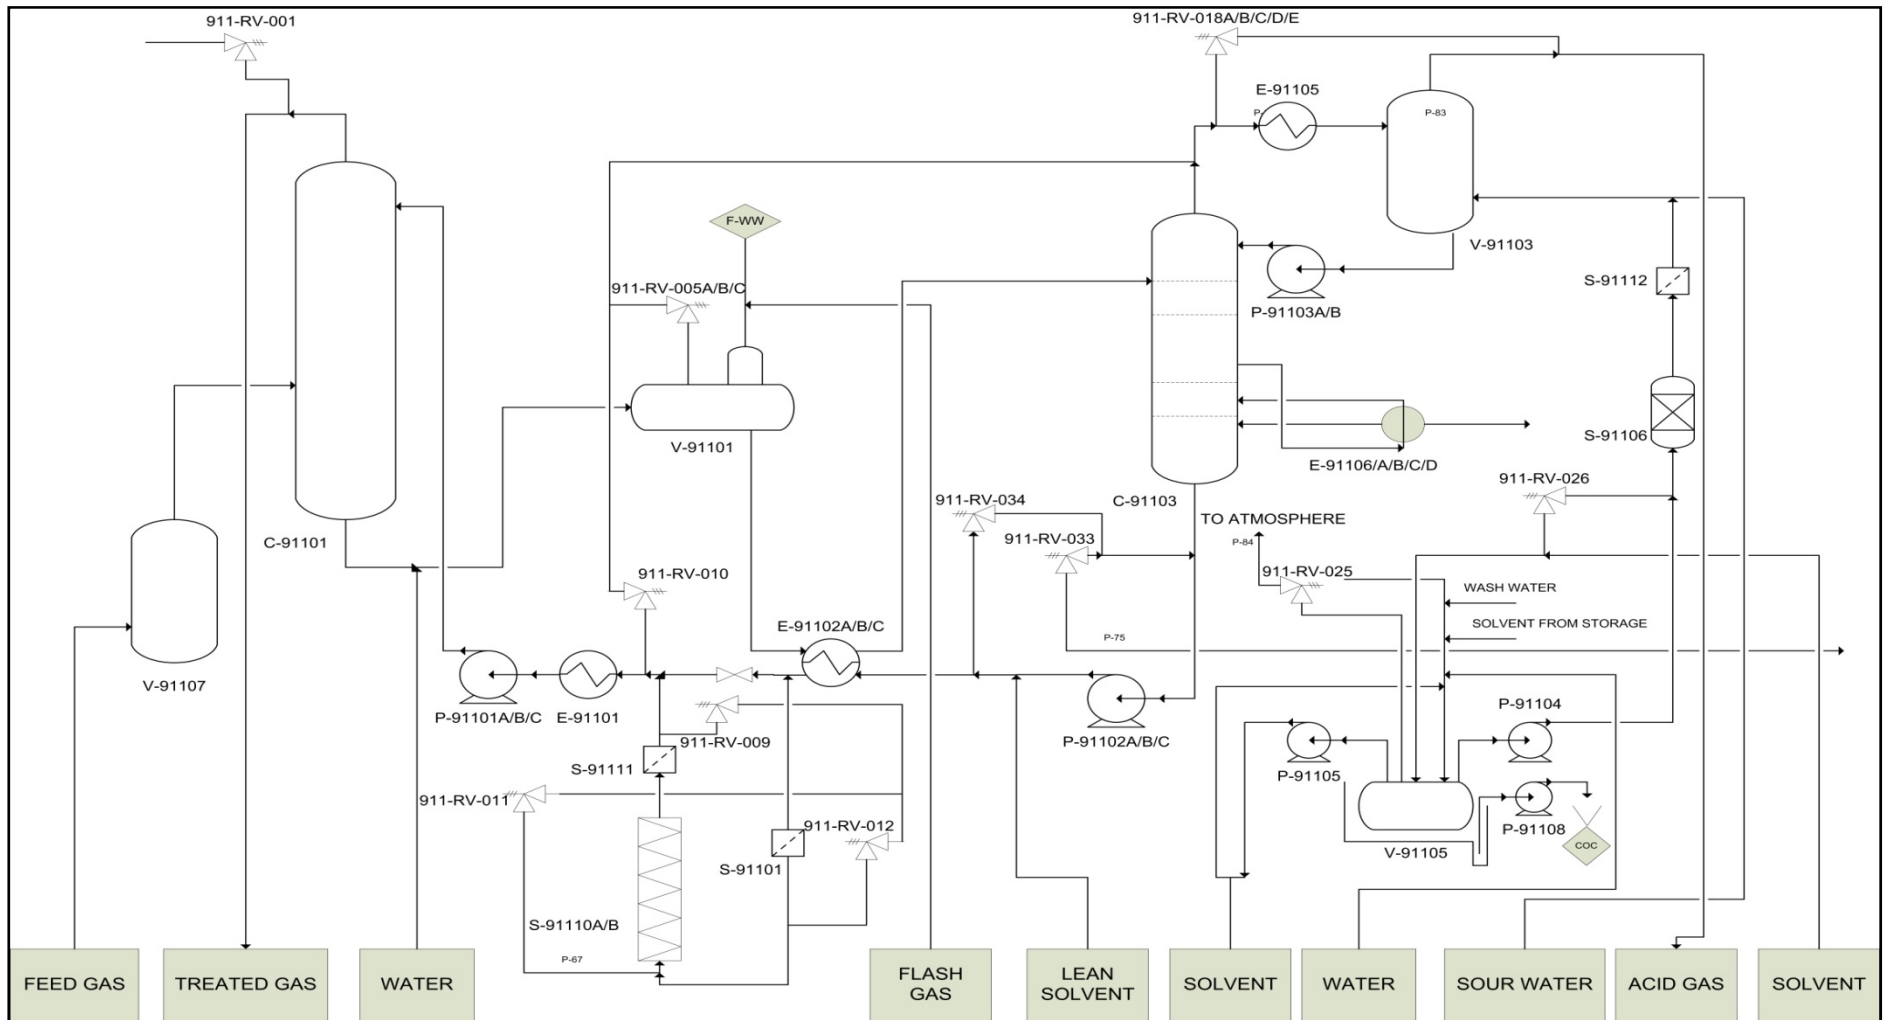 911-RV-001
911-RV-018A/B/C/D/E
E-91105
P-
P-83
F-WW
V-91103
911-RV-005A/B/C
S-91112
P-91103A/B
V-91101
S-91106
E-91106/A/B/C/D
911-RV-026
C-91103
911-RV-034
TO ATMOSPHERE
C-91101
911-RV-033
P-84
911-RV-010
911-RV-025
WASH WATER
E-91102A/B/C
SOLVENT FROM STORAGE
P-75
V-91107
P-91101A/B/C
E-91101
P-91104
911-RV-009
P-91102A/B/C
S-91111
P-91105
911-RV-011
911-RV-012
P-91108
COC
V-91105
S-91101
S-91110A/B
P-67
FEED GAS
TREATED GAS
WATER
FLASH
GAS
LEAN
SOLVENT
SOLVENT
WATER
SOUR WATER
ACID GAS
SOLVENT